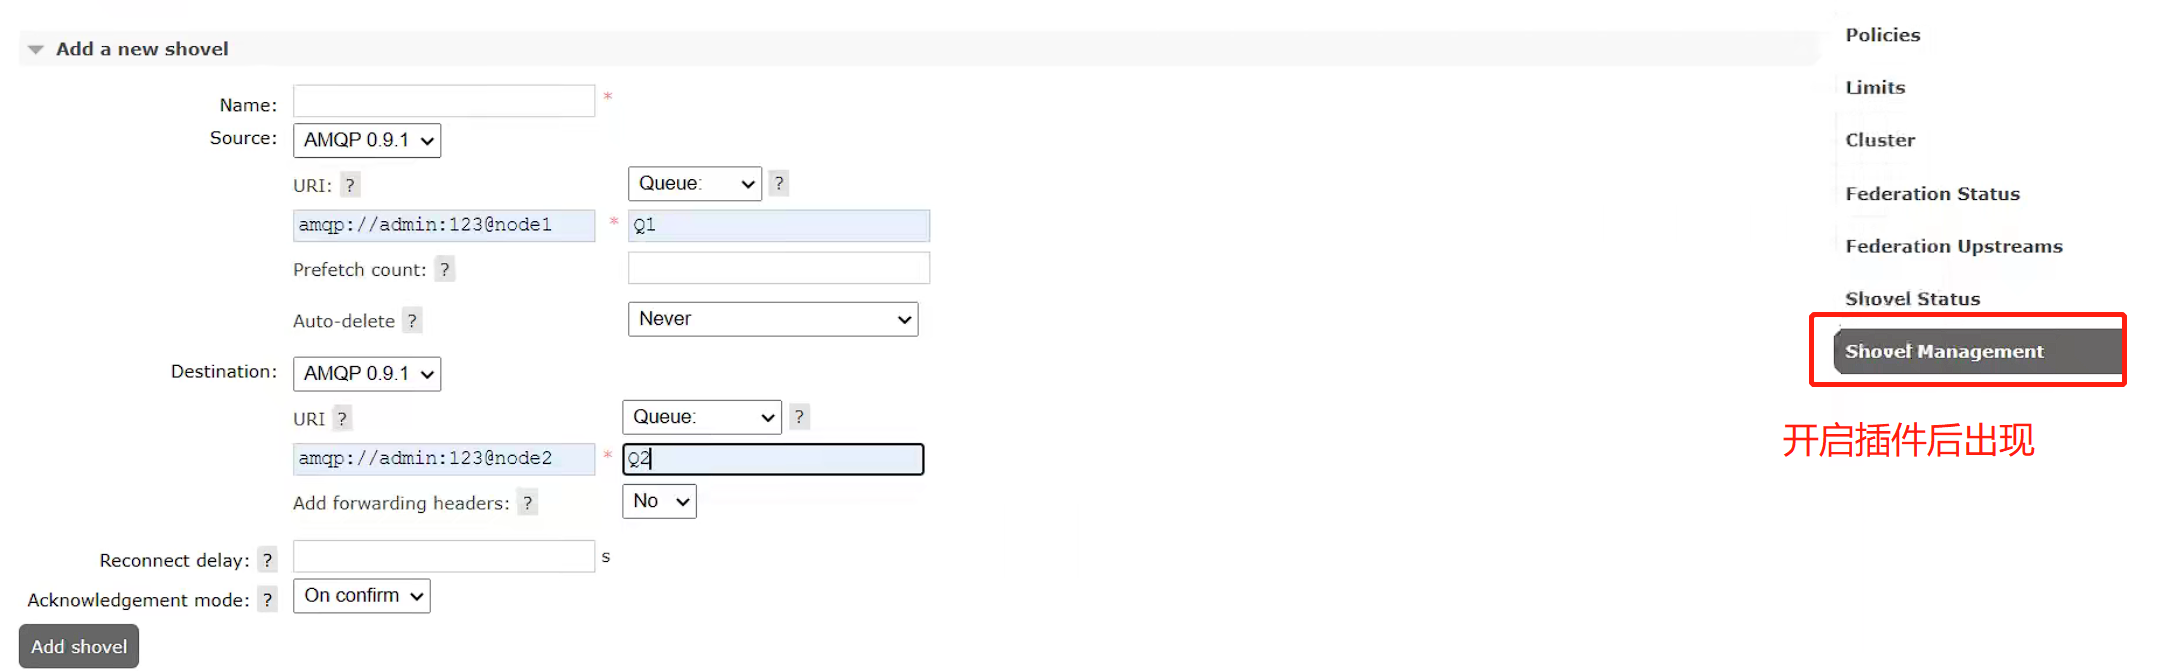 Add a new shovel
Name: *
Source: AMQP 0.9.1
URI: ? Queue: ?
amqp://admin:123@node1 * Q1
Prefetch count: ?
Auto-delete ? Never
Destination: AMQP 0.9.1
URI ? Queue: ?
amqp://admin:123@node2 * Q2
Add forwarding headers: ? No
Reconnect delay: ? s
Acknowledgement mode: ? On confirm
Add shovel
Policies
Limits
Cluster
Federation Status
Federation Upstreams
Shovel Status
Shovel Management
开启插件后出现